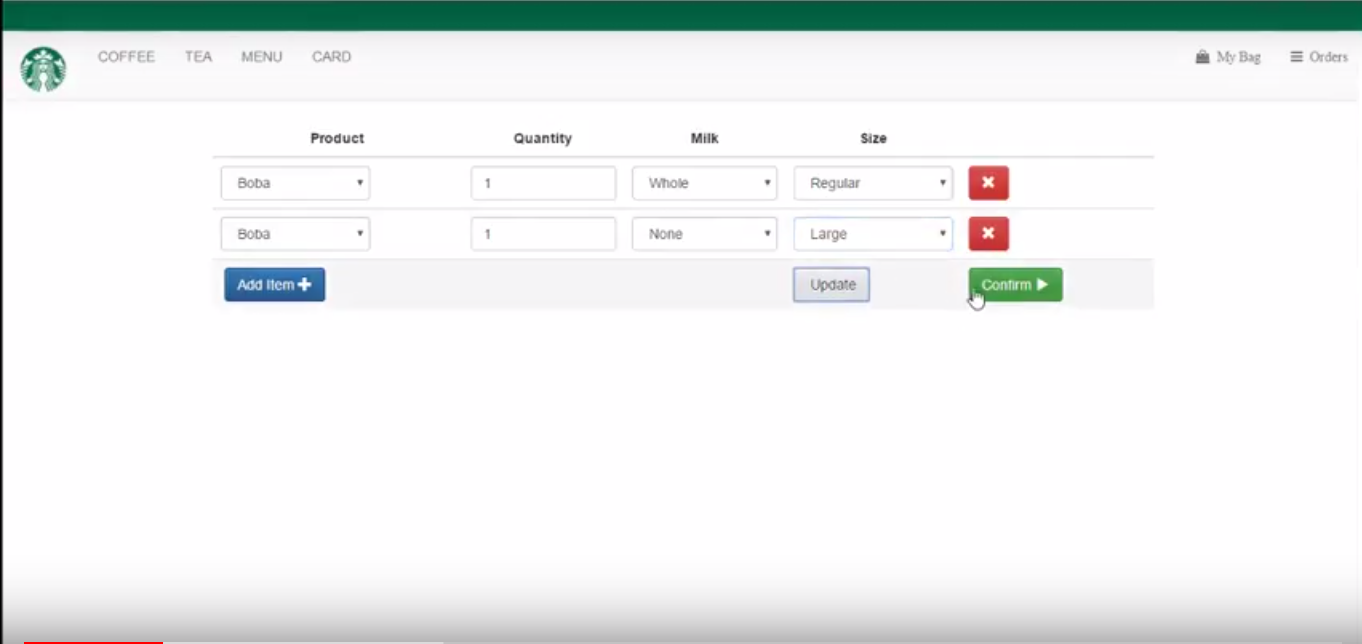 COFFEE TEA MENU CARD My Bag Orders
Product Quantity Milk Size
Boba 1 Whole Regular
Boba 1 None Large
Add Item Update Confirm